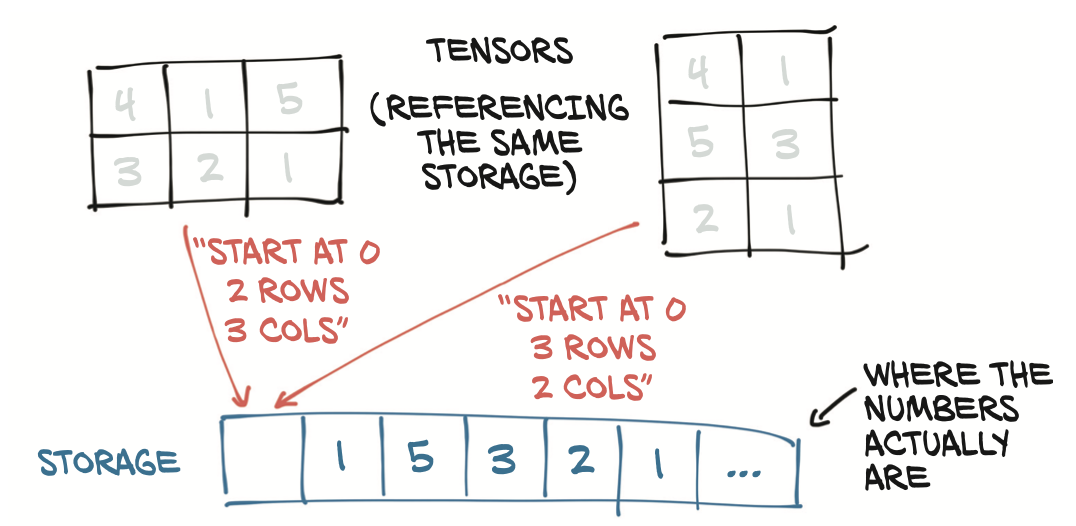 TENSORS
(REFERENCING
THE SAME
STORAGE)
4 1 5
3 2 1
4 1
5 3
2 1
"START AT 0
2 ROWS
3 COLS"
"START AT 0
3 ROWS
2 COLS"
WHERE THE
NUMBERS
ACTUALLY
ARE
STORAGE
1 5 3 2 1 ...